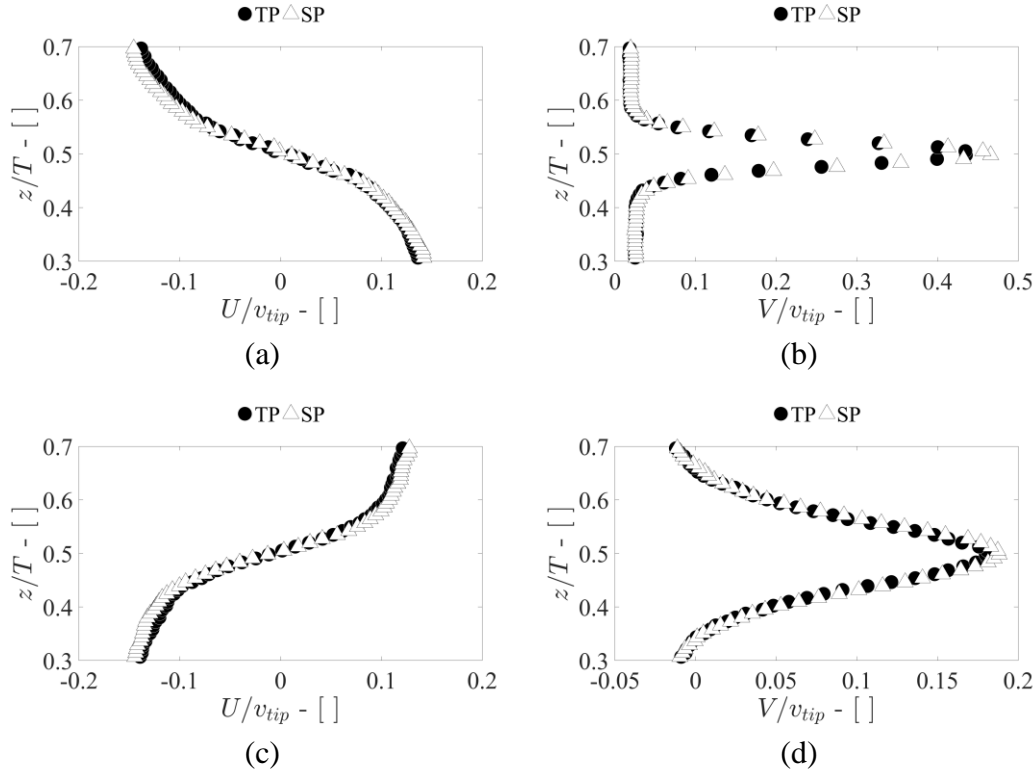 ●TP △SP
●TP △SP
0.7
0.6
0.5
0.4
0.3
z/T - [ ]
-0.2 -0.1 0 0.1 0.2
U/v_tip - [ ]
(a)
0.7
0.6
0.5
0.4
0.3
z/T - [ ]
0 0.1 0.2 0.3 0.4 0.5
V/v_tip - [ ]
(b)
●TP △SP
●TP △SP
0.7
0.6
0.5
0.4
0.3
z/T - [ ]
-0.2 -0.1 0 0.1 0.2
U/v_tip - [ ]
(c)
0.7
0.6
0.5
0.4
0.3
z/T - [ ]
-0.05 0 0.05 0.1 0.15 0.2
V/v_tip - [ ]
(d)